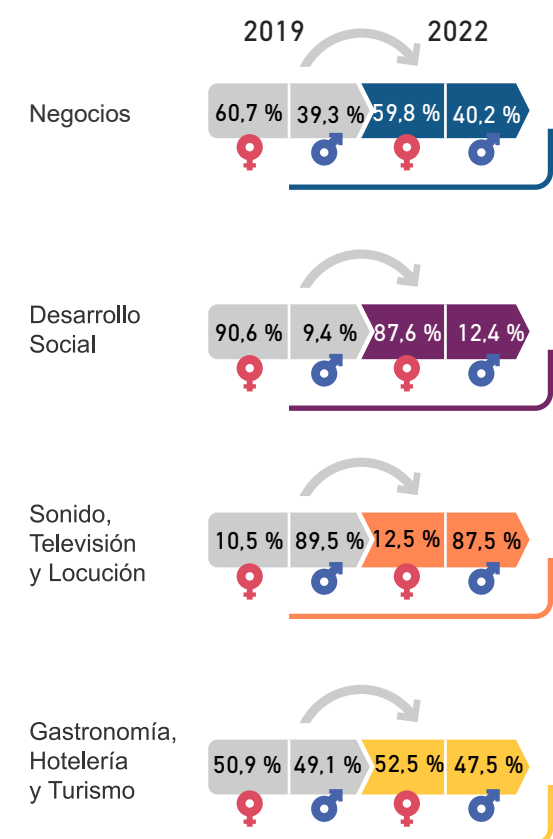 2019 2022
Negocios
60,7 % 39,3 % 59,8 % 40,2 %
Desarrollo
Social
90,6 % 9,4 % 87,6 % 12,4 %
Sonido,
Televisión
y Locución
10,5 % 89,5 % 12,5 % 87,5 %
Gastronomía,
Hotelería
y Turismo
50,9 % 49,1 % 52,5 % 47,5 %